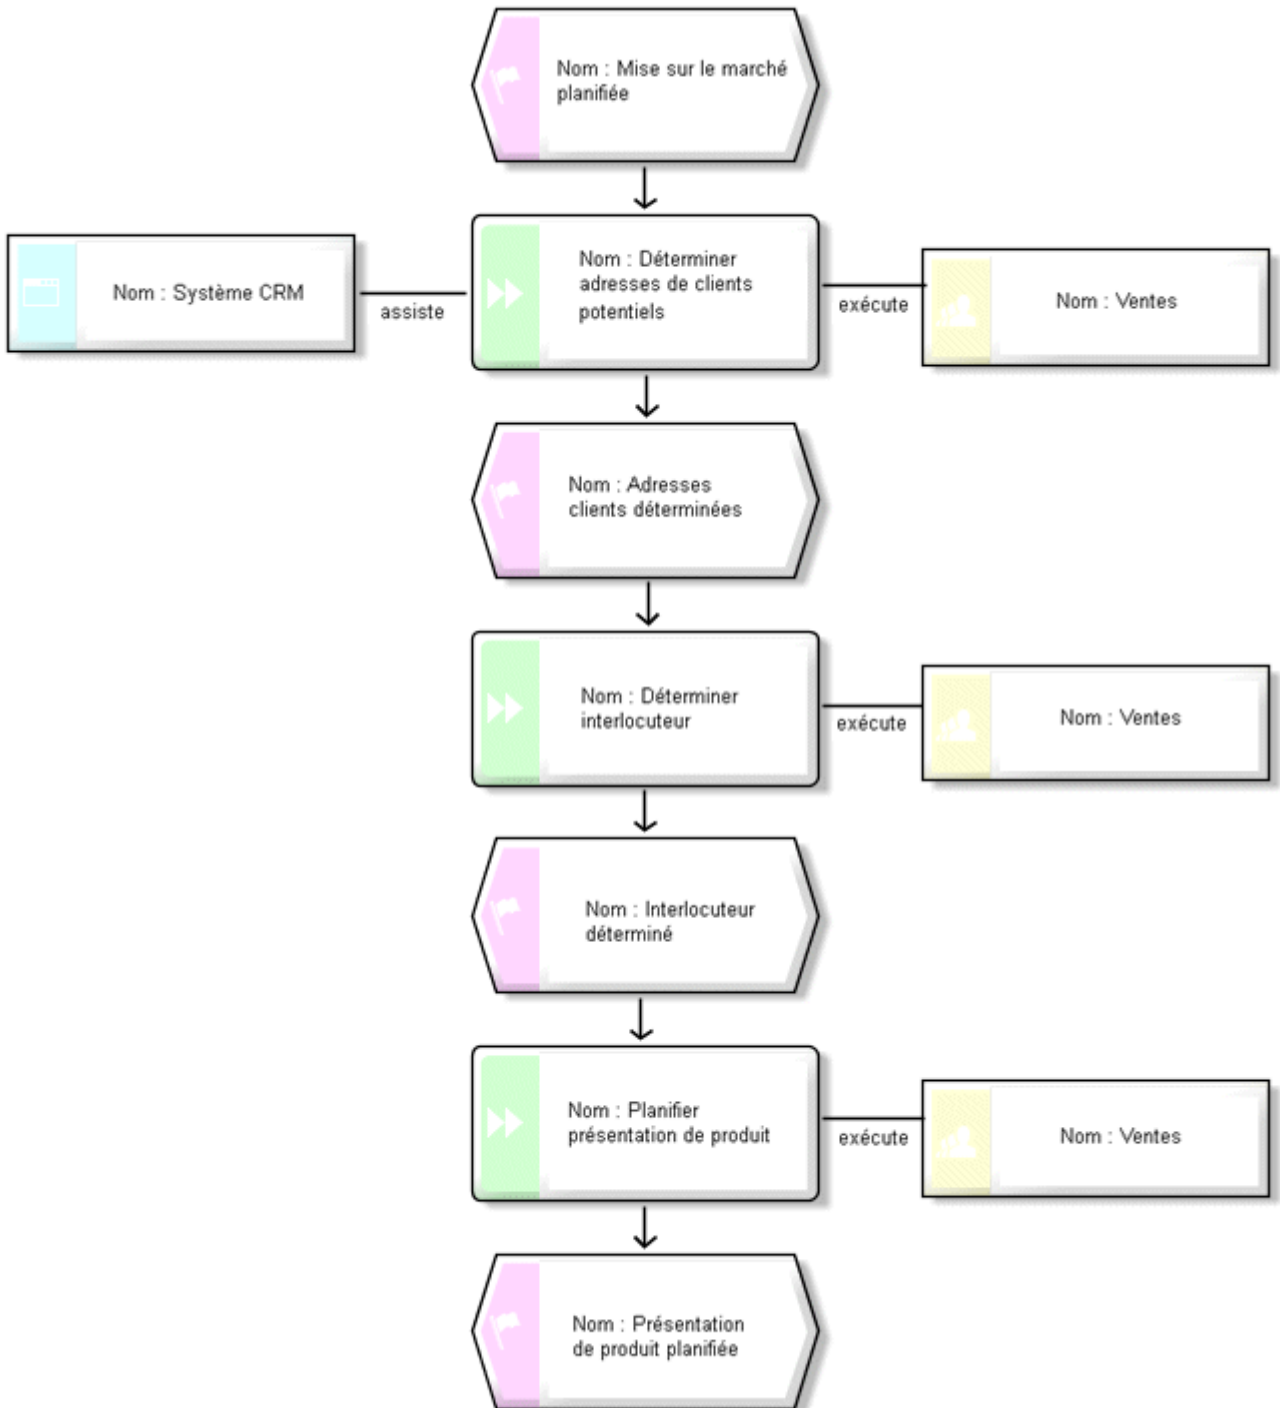 Nom : Mise sur le marché
planifiée
Nom : Système CRM
assiste
Nom : Déterminer
adresses de clients
potentiels
exécute
Nom : Ventes
Nom : Adresses
clients déterminées
Nom : Déterminer
interlocuteur
exécute
Nom : Ventes
Nom : Interlocuteur
déterminé
Nom : Planifier
présentation de produit
exécute
Nom : Ventes
Nom : Présentation
de produit planifiée